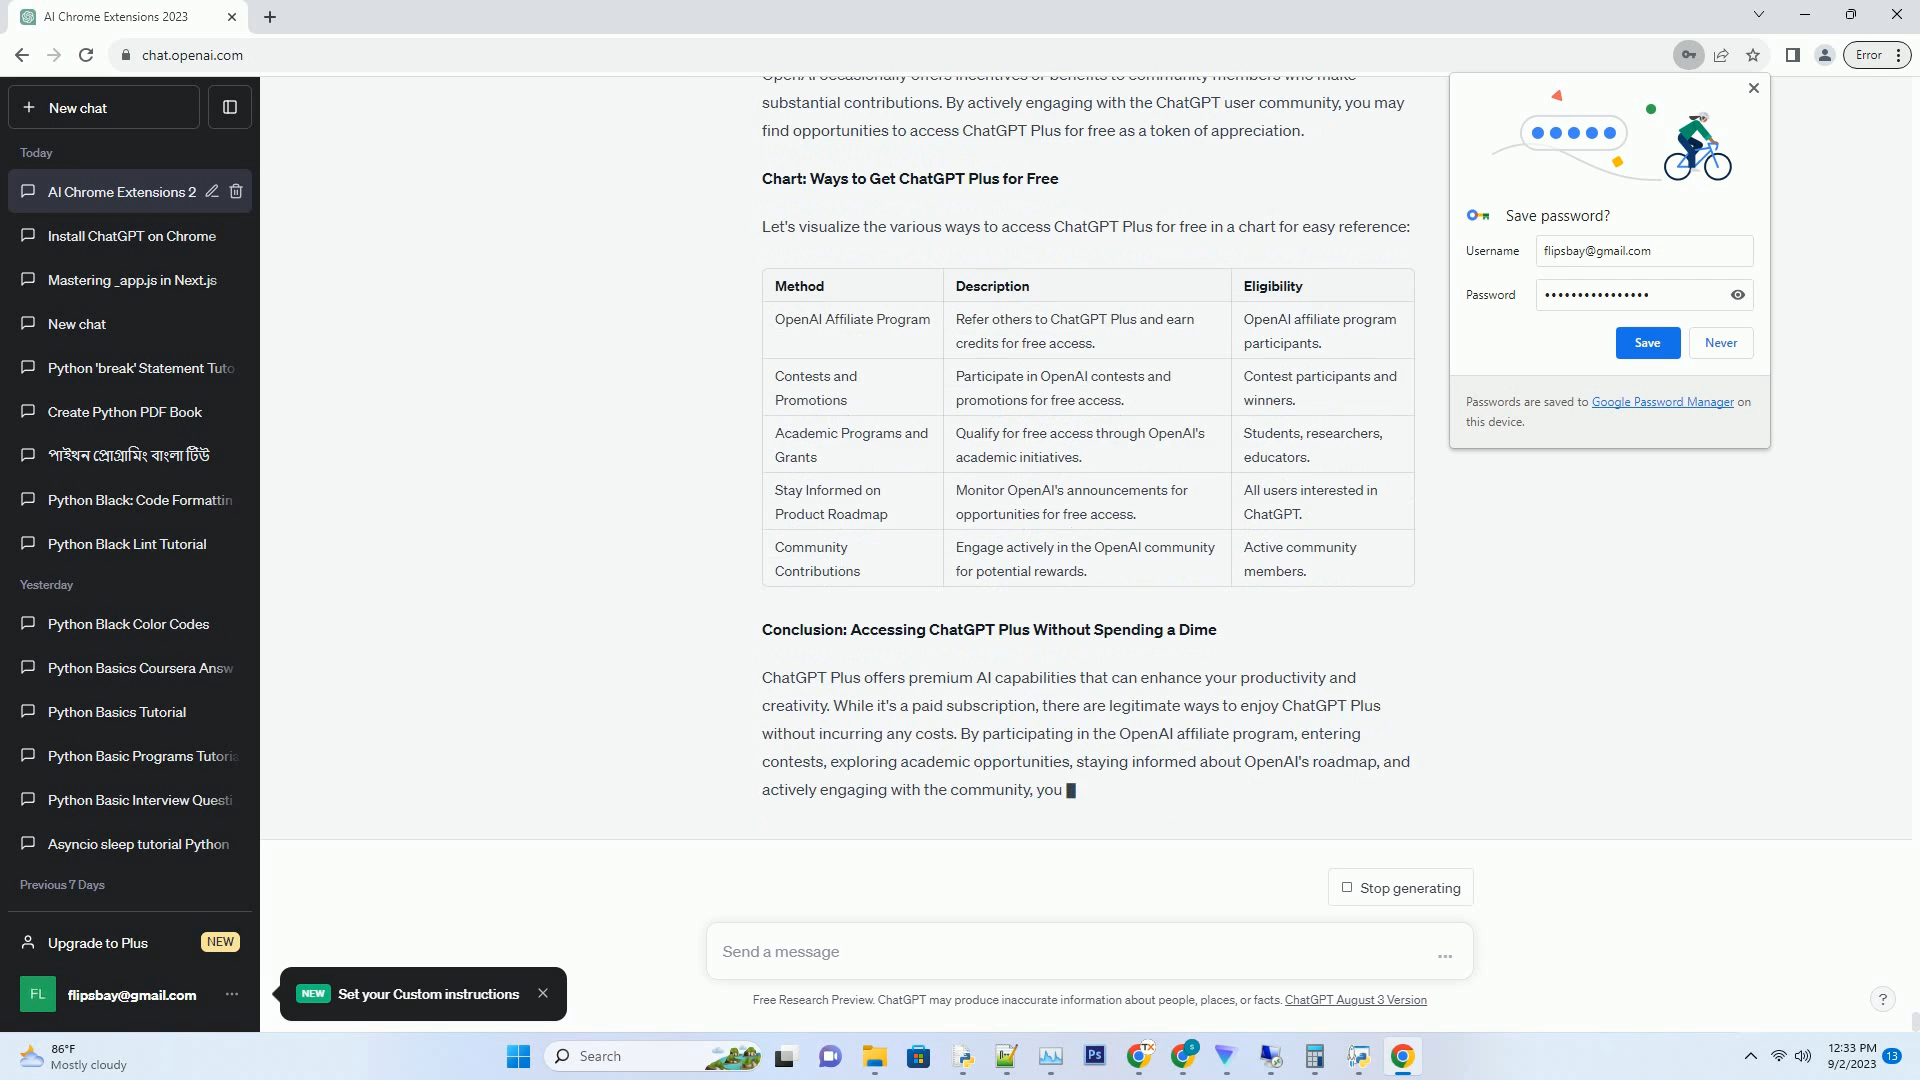 AI Chrome Extensions 2023
chat.openai.com
Error
New chat
Today
AI Chrome Extensions 2
Install ChatGPT on Chrome
Mastering _app.js in Next.js
New chat
Python 'break' Statement Tuto
Create Python PDF Book
পাইথন প্রোগ্রামিং বাংলা টিউ
Python Black: Code Formattin
Python Black Lint Tutorial
Yesterday
Python Black Color Codes
Python Basics Coursera Answ
Python Basics Tutorial
Python Basic Programs Tutoria
Python Basic Interview Questi
Asyncio sleep tutorial Python
Previous 7 Days
Upgrade to Plus NEW
FL flipsbay@gmail.com
OpenAI occasionally offers incentives or benefits to community members who make
substantial contributions. By actively engaging with the ChatGPT user community, you may
find opportunities to access ChatGPT Plus for free as a token of appreciation.
Chart: Ways to Get ChatGPT Plus for Free
Let's visualize the various ways to access ChatGPT Plus for free in a chart for easy reference:
Method Description Eligibility
OpenAI Affiliate Program Refer others to ChatGPT Plus and earn OpenAI affiliate program
credits for free access. participants.
Contests and Participate in OpenAI contests and Contest participants and
Promotions promotions for free access. winners.
Academic Programs and Qualify for free access through OpenAI's Students, researchers,
Grants academic initiatives. educators.
Stay Informed on Monitor OpenAI's announcements for All users interested in
Product Roadmap opportunities for free access. ChatGPT.
Community Engage actively in the OpenAI community Active community
Contributions for potential rewards. members.
Conclusion: Accessing ChatGPT Plus Without Spending a Dime
ChatGPT Plus offers premium AI capabilities that can enhance your productivity and
creativity. While it's a paid subscription, there are legitimate ways to enjoy ChatGPT Plus
without incurring any costs. By participating in the OpenAI affiliate program, entering
contests, exploring academic opportunities, staying informed about OpenAI's roadmap, and
actively engaging with the community, you
Stop generating
Send a message
Free Research Preview. ChatGPT may produce inaccurate information about people, places, or facts. ChatGPT August 3 Version
NEW Set your Custom instructions
?
Save password?
Username flipsbay@gmail.com
Password ••••••••••••••••
Save Never
Passwords are saved to Google Password Manager on
this device.
86°F
Mostly cloudy
Search
Ps
TX
S
12:33 PM
9/2/2023
13